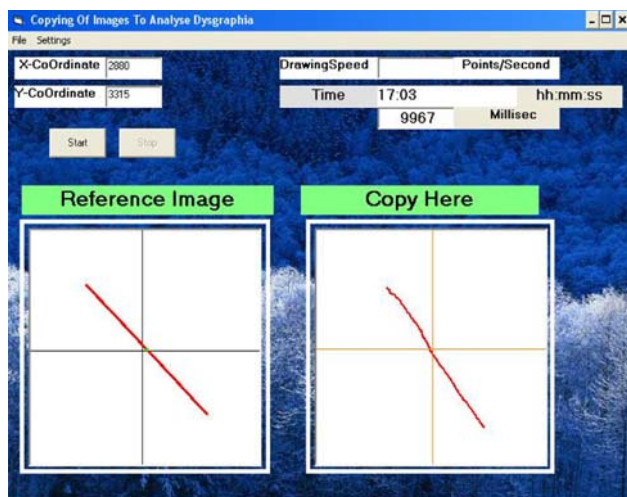 Copying Of Images To Analyse Dysgraphia
File Settings
X-CoOrdinate 2880 DrawingSpeed Points/Second
Y-CoOrdinate 3315 Time 17:03 hh:mm:ss
9967 Millisec
Start Stop
Reference Image Copy Here